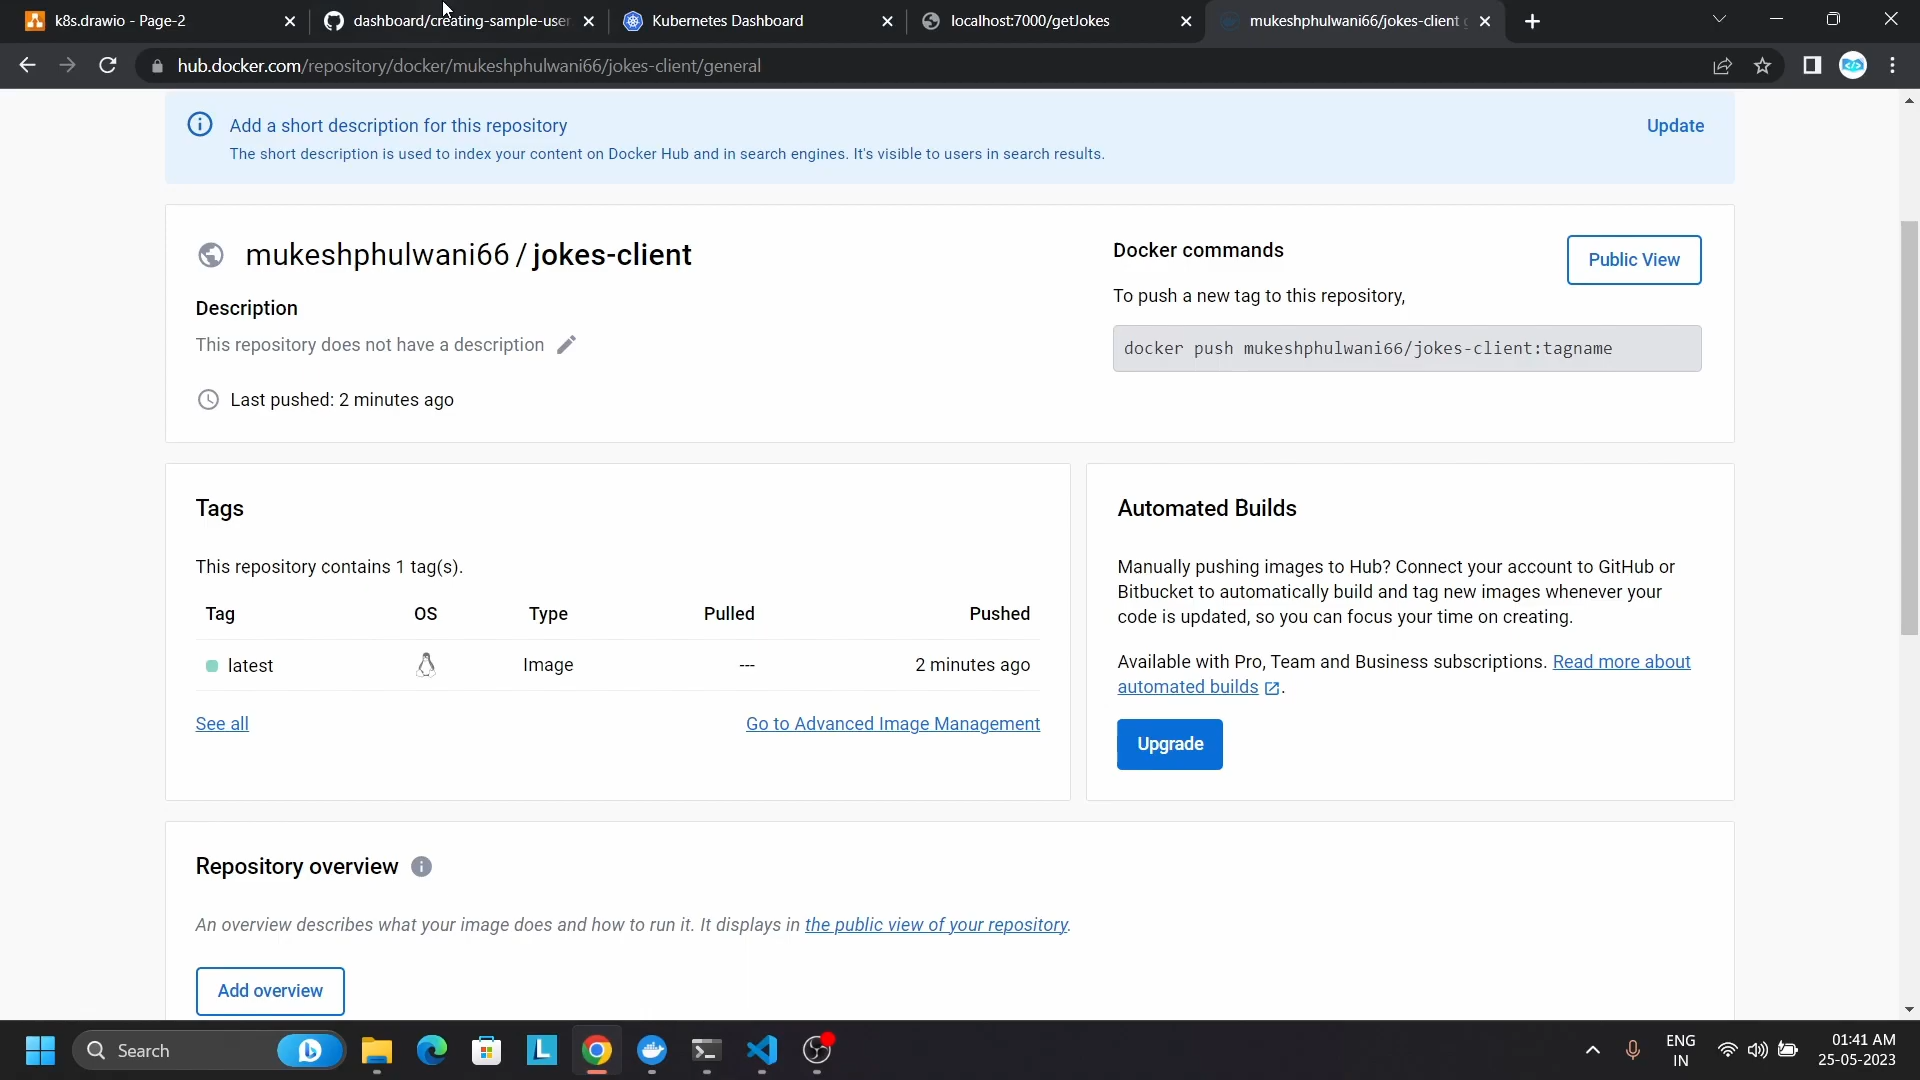 k8s.drawio - Page-2
dashboard/creating-sample-user
Kubernetes Dashboard
localhost:7000/getJokes
mukeshphulwani66/jokes-client
hub.docker.com/repository/docker/mukeshphulwani66/jokes-client/general
Add a short description for this repository
Update
The short description is used to index your content on Docker Hub and in search engines. It's visible to users in search results.
mukeshphulwani66 / jokes-client
Docker commands
Public View
To push a new tag to this repository,
Description
This repository does not have a description
docker push mukeshphulwani66/jokes-client:tagname
Last pushed: 2 minutes ago
Tags
This repository contains 1 tag(s).
Tag OS Type Pulled Pushed
latest Image --- 2 minutes ago
See all
Go to Advanced Image Management
Automated Builds
Manually pushing images to Hub? Connect your account to GitHub or
Bitbucket to automatically build and tag new images whenever your
code is updated, so you can focus your time on creating.
Available with Pro, Team and Business subscriptions. Read more about
automated builds .
Upgrade
Repository overview
An overview describes what your image does and how to run it. It displays in the public view of your repository.
Add overview
Search
L
ENG
IN
01:41 AM
25-05-2023